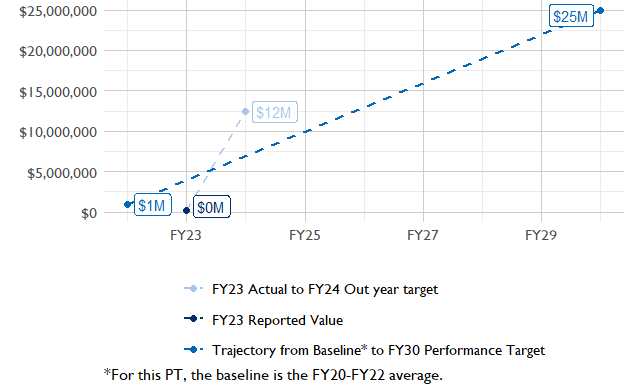 $25,000,000
$25M
$20,000,000
$15,000,000
$12M
$10,000,000
$5,000,000
$1M
$0M
$0
FY23 FY25 FY27 FY29
FY23 Actual to FY24 Out year target
FY23 Reported Value
Trajectory from Baseline* to FY30 Performance Target
*For this PT, the baseline is the FY20-FY22 average.